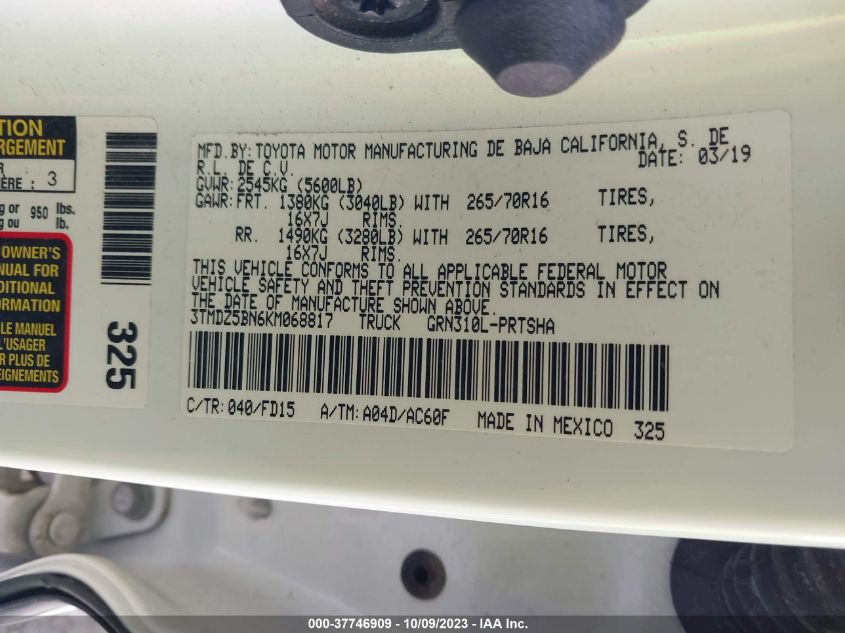 TION
RGEMENT
R
ÈRE : 3
g or 950 lbs.
g ou lb.
OWNER'S
NUAL FOR
DITIONAL
ORMATION
LE MANUEL
L'USAGER
R PLUS DE
EIGNEMENTS
325
MFD.BY:TOYOTA MOTOR MANUFACTURING DE BAJA CALIFORNIA, S. DE
R.L. DE C.V. DATE: 03/19
GVWR:2545KG (5600LB)
GAWR:FRT. 1380KG (3040LB) WITH 265/70R16 TIRES,
16X7J RIMS.
RR. 1490KG (3280LB) WITH 265/70R16 TIRES,
16X7J RIMS.
THIS VEHICLE CONFORMS TO ALL APPLICABLE FEDERAL MOTOR
VEHICLE SAFETY AND THEFT PREVENTION STANDARDS IN EFFECT ON
THE DATE OF MANUFACTURE SHOWN ABOVE.
3TMDZ5BN6KM068817 TRUCK GRN310L-PRTSHA
C/TR:040/FD15 A/TM:A04D/AC60F MADE IN MEXICO 325
000-37746909 - 10/09/2023 - IAA Inc.